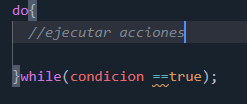 do{
//ejecutar acciones
}while(condicion ==true);